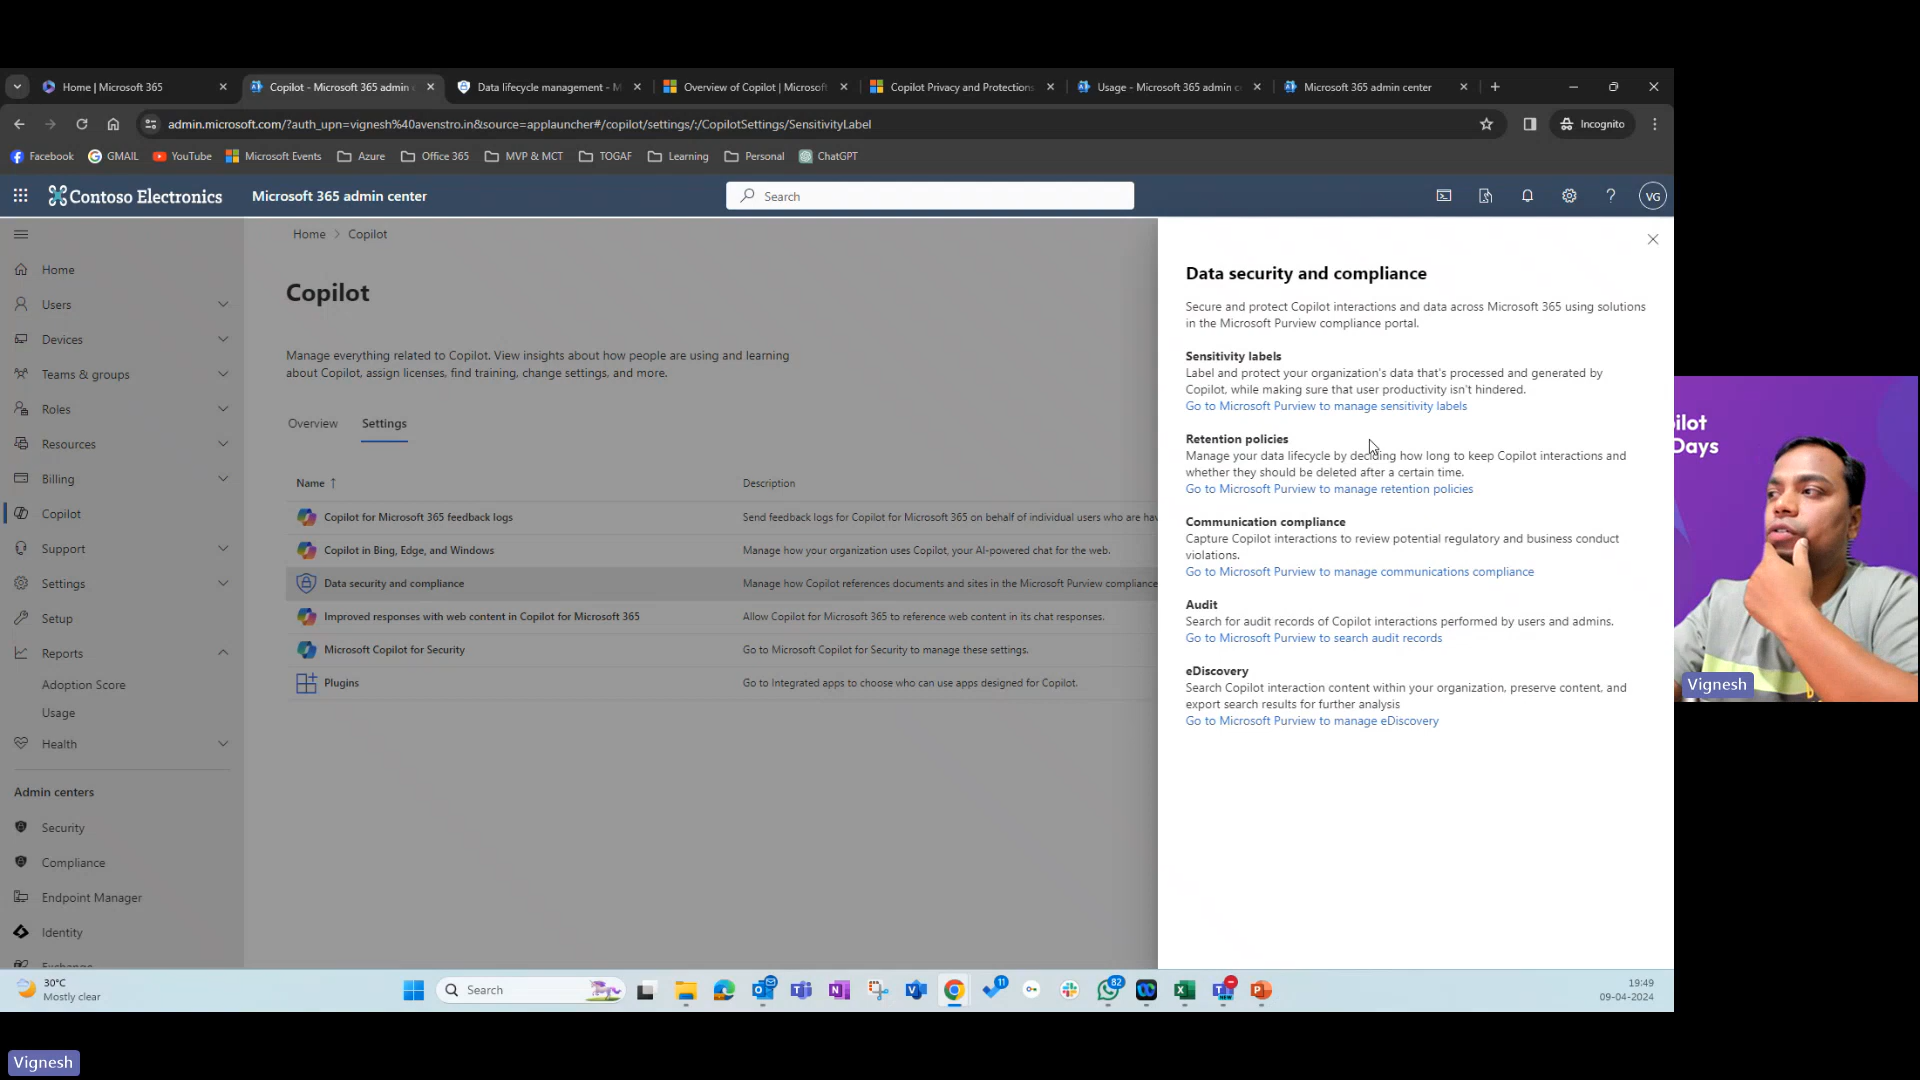 Home | Microsoft 365
Copilot - Microsoft 365 admin
Data lifecycle management - M
Overview of Copilot | Microsoft
Copilot Privacy and Protections
Usage - Microsoft 365 admin c
Microsoft 365 admin center
admin.microsoft.com/?auth_upn=vignesh%40avenstro.in&source=applauncher#/copilot/settings/:/CopilotSettings/SensitivityLabel
Incognito
Facebook
GMAIL
YouTube
Microsoft Events
Azure
Office 365
MVP & MCT
TOGAF
Learning
Personal
ChatGPT
Contoso Electronics
Microsoft 365 admin center
Search
VG
Home
Users
Devices
Teams & groups
Roles
Resources
Billing
Copilot
Support
Settings
Setup
Reports
Adoption Score
Usage
Health
Admin centers
Security
Compliance
Endpoint Manager
Identity
Home > Copilot
Copilot
Manage everything related to Copilot. View insights about how people are using and learning
about Copilot, assign licenses, find training, change settings, and more.
Overview
Settings
Name ↑
Description
Copilot for Microsoft 365 feedback logs
Send feedback logs for Copilot for Microsoft 365 on behalf of individual users who are hav
Copilot in Bing, Edge, and Windows
Manage how your organization uses Copilot, your AI-powered chat for the web.
Data security and compliance
Manage how Copilot references documents and sites in the Microsoft Purview compliance
Improved responses with web content in Copilot for Microsoft 365
Allow Copilot for Microsoft 365 to reference web content in its chat responses.
Microsoft Copilot for Security
Go to Microsoft Copilot for Security to manage these settings.
Plugins
Go to Integrated apps to choose who can use apps designed for Copilot.
Data security and compliance
Secure and protect Copilot interactions and data across Microsoft 365 using solutions
in the Microsoft Purview compliance portal.
Sensitivity labels
Label and protect your organization's data that's processed and generated by
Copilot, while making sure that user productivity isn't hindered.
Go to Microsoft Purview to manage sensitivity labels
Retention policies
Manage your data lifecycle by deciding how long to keep Copilot interactions and
whether they should be deleted after a certain time.
Go to Microsoft Purview to manage retention policies
Communication compliance
Capture Copilot interactions to review potential regulatory and business conduct
violations.
Go to Microsoft Purview to manage communications compliance
Audit
Search for audit records of Copilot interactions performed by users and admins.
Go to Microsoft Purview to search audit records
eDiscovery
Search Copilot interaction content within your organization, preserve content, and
export search results for further analysis
Go to Microsoft Purview to manage eDiscovery
ilot
Days
Vignesh
30°C
Mostly clear
Search
11
82
NEW
19:49
09-04-2024
Vignesh